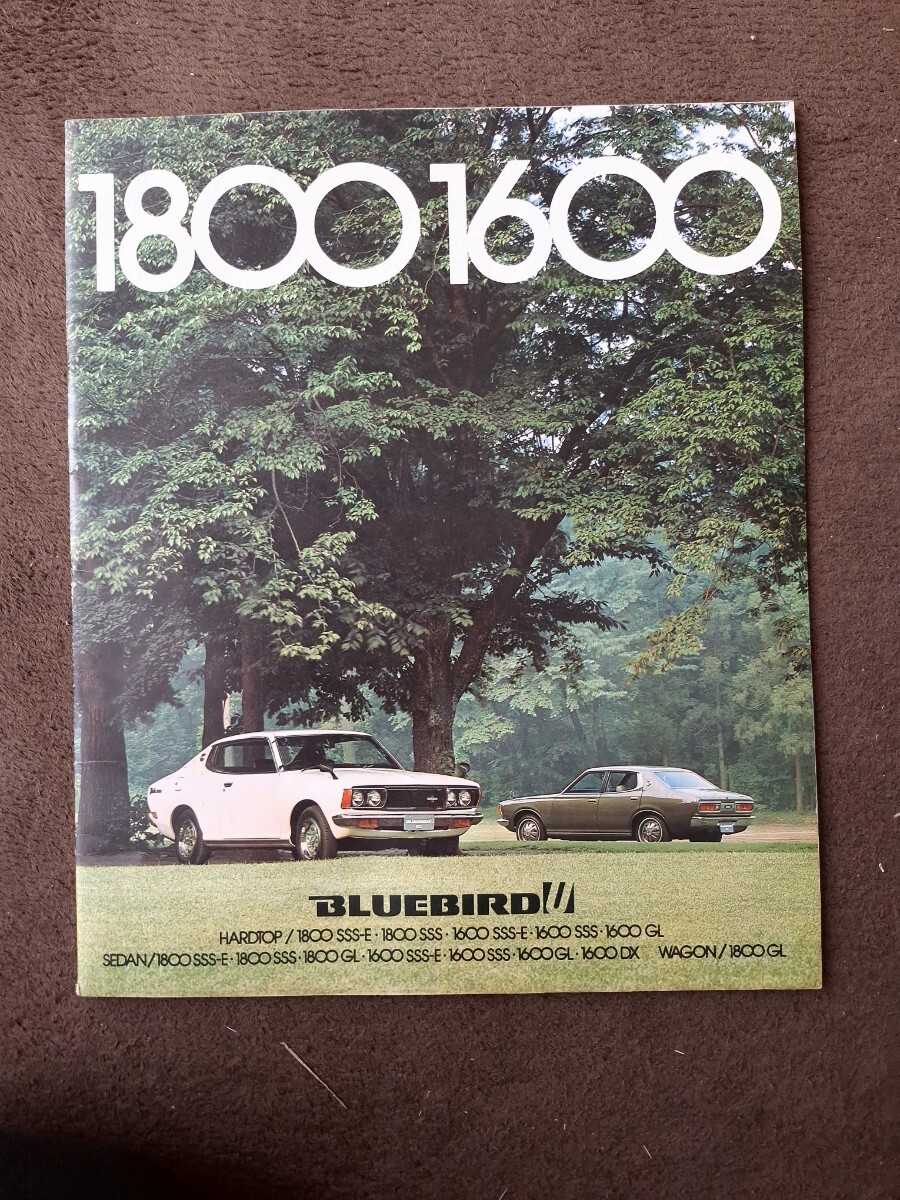 1800 1600
BLUEBIRD U
HARDTOP / 1800 SSS-E · 1800 SSS · 1600 SSS-E · 1600 SSS · 1600 GL
SEDAN/1800 SSS-E · 1800 SSS · 1800 GL · 1600 SSS-E · 1600 SSS · 1600 GL · 1600 DX WAGON/1800 GL